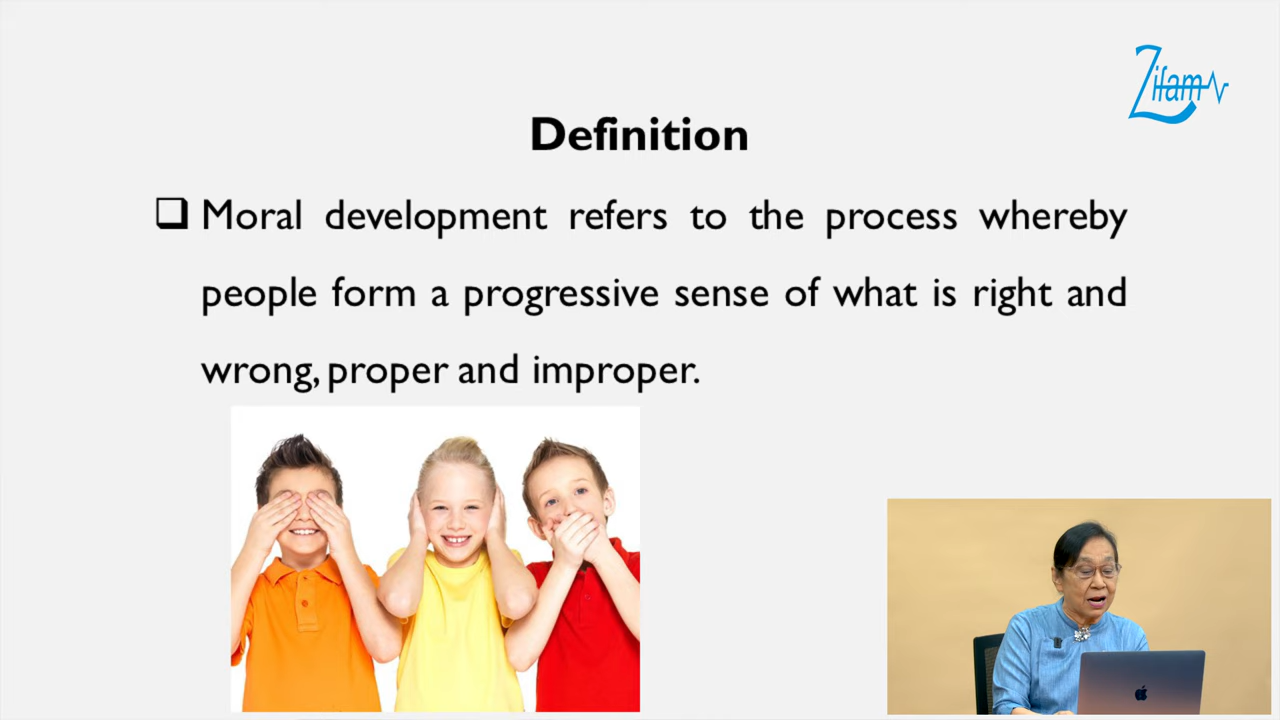 Zifam
Definition
Moral development refers to the process whereby
people form a progressive sense of what is right and
wrong, proper and improper.